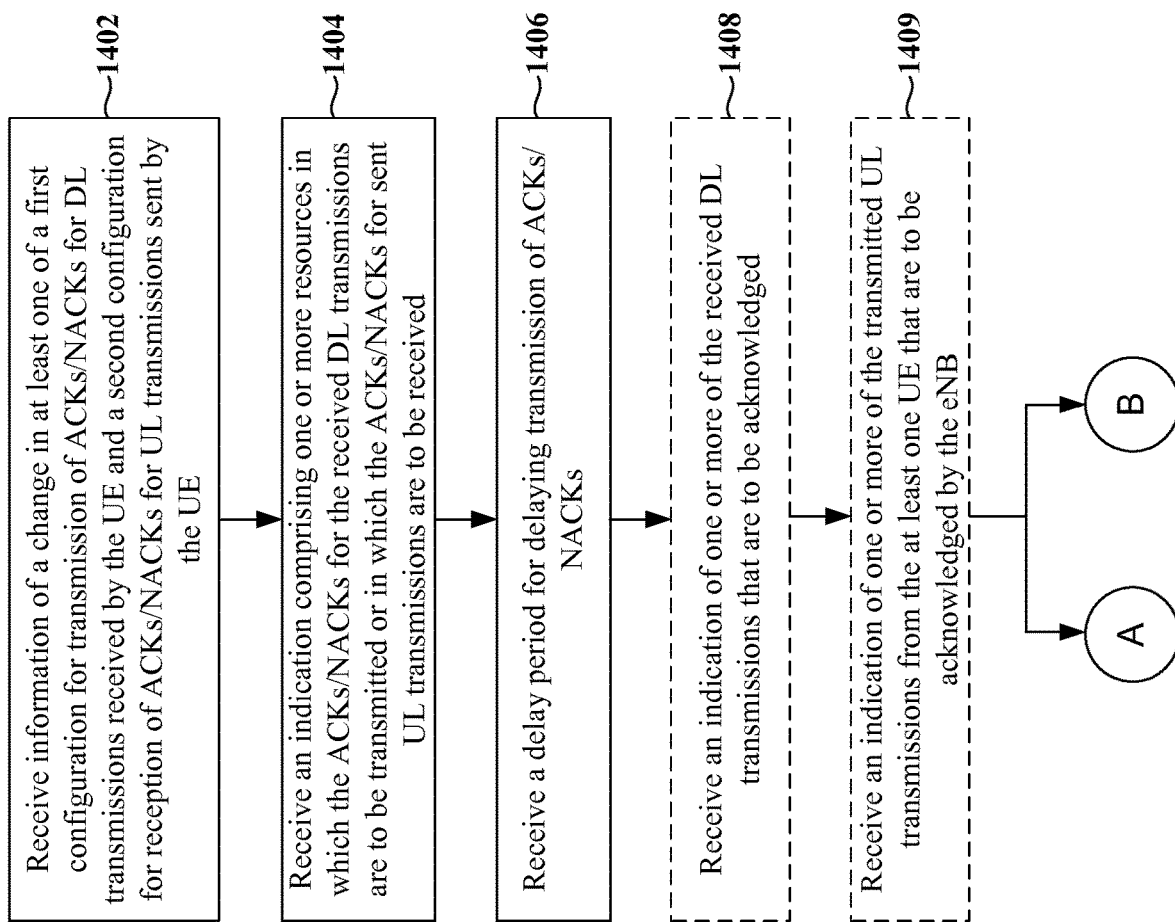 Receive information of a change in at least one of a first
configuration for transmission of ACKs/NACKs for DL
transmissions received by the UE and a second configuration
for reception of ACKs/NACKs for UL transmissions sent by
the UE
1402
Receive an indication comprising one or more resources in
which the ACKs/NACKs for the received DL transmissions
are to be transmitted or in which the ACKs/NACKs for sent
UL transmissions are to be received
1404
Receive a delay period for delaying transmission of ACKs/
NACKs
1406
Receive an indication of one or more of the received DL
transmissions that are to be acknowledged
1408
Receive an indication of one or more of the transmitted UL
transmissions from the at least one UE that are to be
acknowledged by the eNB
1409
A
B